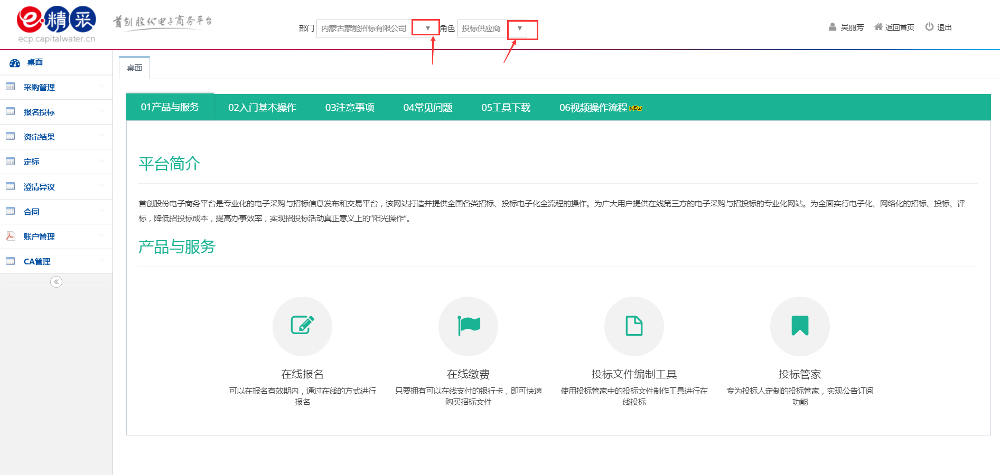 e·精采
ecp.capitalwater.cn
首创股份电子商务平台
部门 内蒙古蒙能招标有限公司 ▼ 角色 投标供应商 ▼
吴丽芳 返回首页 退出
桌面
采购管理
报名投标
资审结果
定标
澄清异议
合同
账户管理
CA管理
桌面
01产品与服务 02入门基本操作 03注意事项 04常见问题 05工具下载 06视频操作流程 NEW
平台简介
首创股份电子商务平台是专业化的电子采购与招标信息发布和交易平台，该网站打造并提供全国各类招标、投标电子化全流程的操作。为广大用户提供在线第三方的电子采购与招投标的专业化网站。为全面实行电子化、网络化的招标、投标、评
标，降低招投标成本，提高办事效率，实现招投标活动真正意义上的“阳光操作”。
产品与服务
在线报名
可以在报名有效期内，通过在线的方式进行
报名
在线缴费
只要拥有可以在线支付的银行卡，即可快速
购买招标文件
投标文件编制工具
使用投标管家中的投标文件制作工具进行在
线投标
投标管家
专为投标人定制的投标管家，实现公告订阅
功能